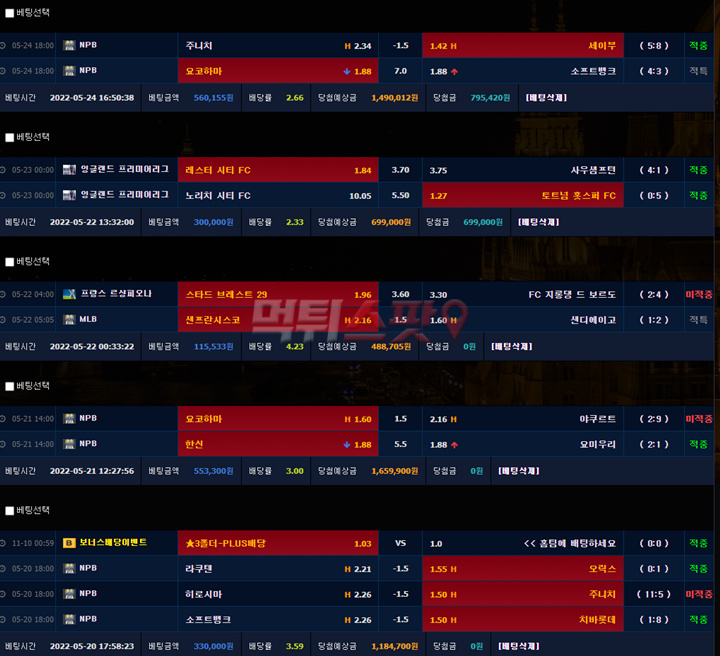 베팅선택
05-24 18:00 NPB 주니치 H 2.34 -1.5 1.42 H 세이부 ( 5:8 ) 적중
05-24 18:00 NPB 요코하마 1.88 7.0 1.88 소프트뱅크 ( 4:3 ) 적특
베팅시간 2022-05-24 16:50:38 베팅금액 560,155원 배당률 2.66 당첨예상금 1,490,012원 당첨금 795,420원 [베팅삭제]
베팅선택
05-23 00:00 잉글랜드 프리미어리그 레스터 시티 FC 1.84 3.70 3.75 사우샘프턴 ( 4:1 ) 적중
05-23 00:00 잉글랜드 프리미어리그 노리치 시티 FC 10.05 5.50 1.27 토트넘 홋스퍼 FC ( 0:5 ) 적중
베팅시간 2022-05-22 13:32:00 베팅금액 300,000원 배당률 2.33 당첨예상금 699,000원 당첨금 699,000원 [베팅삭제]
베팅선택
05-22 04:00 프랑스 르샹피오나 스타드 브레스트 29 1.96 3.60 3.30 FC 지롱댕 드 보르도 ( 2:4 ) 미적중
05-22 05:05 MLB 샌프란시스코 H 2.16 1.5 1.60 H 샌디에이고 ( 1:2 ) 적특
먹튀스팟
베팅시간 2022-05-22 00:33:22 베팅금액 115,533원 배당률 4.23 당첨예상금 488,705원 당첨금 0원 [베팅삭제]
베팅선택
05-21 14:00 NPB 요코하마 H 1.60 1.5 2.16 H 야쿠르트 ( 2:9 ) 미적중
05-21 14:00 NPB 한신 1.88 5.5 1.88 요미우리 ( 2:1 ) 적중
베팅시간 2022-05-21 12:27:56 베팅금액 553,300원 배당률 3.00 당첨예상금 1,659,900원 당첨금 0원 [베팅삭제]
베팅선택
11-10 00:59 B 보너스배당이벤트 ★3폴더-PLUS배당 1.03 VS 1.0 << 홈팀에 베팅하세요 ( 0:0 ) 적중
05-20 18:00 NPB 라쿠텐 H 2.21 -1.5 1.55 H 오릭스 ( 0:1 ) 적중
05-20 18:00 NPB 히로시마 H 2.26 -1.5 1.50 H 주니치 ( 11:5 ) 미적중
05-20 18:00 NPB 소프트뱅크 H 2.26 -1.5 1.50 H 치바롯데 ( 1:8 ) 적중
베팅시간 2022-05-20 17:58:23 베팅금액 330,000원 배당률 3.59 당첨예상금 1,184,700원 당첨금 0원 [베팅삭제]